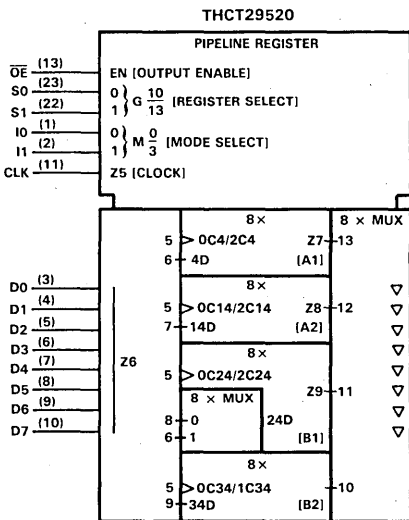 THCT29520
PIPELINE REGISTER
OE (13) EN [OUTPUT ENABLE]
S0 (23) 0 } G 10/13 [REGISTER SELECT]
S1 (22) 1
I0 (1) 0 } M 0/3 [MODE SELECT]
I1 (2) 1
CLK (11) Z5 [CLOCK]
8 × 8 × MUX
5 0C4/2C4 Z7 13
6 4D [A1]
8 ×
D0 (3)
D1 (4) 5 0C14/2C14 Z8 12
D2 (5) 7 14D [A2]
D3 (6) 8 ×
D4 (7) Z6 5 0C24/2C24
D5 (8) 8 × MUX Z9 11
D6 (9) 8 0 24D
D7 (10) 6 1 [B1]
8 ×
5 0C34/1C34 10
9 34D [B2]